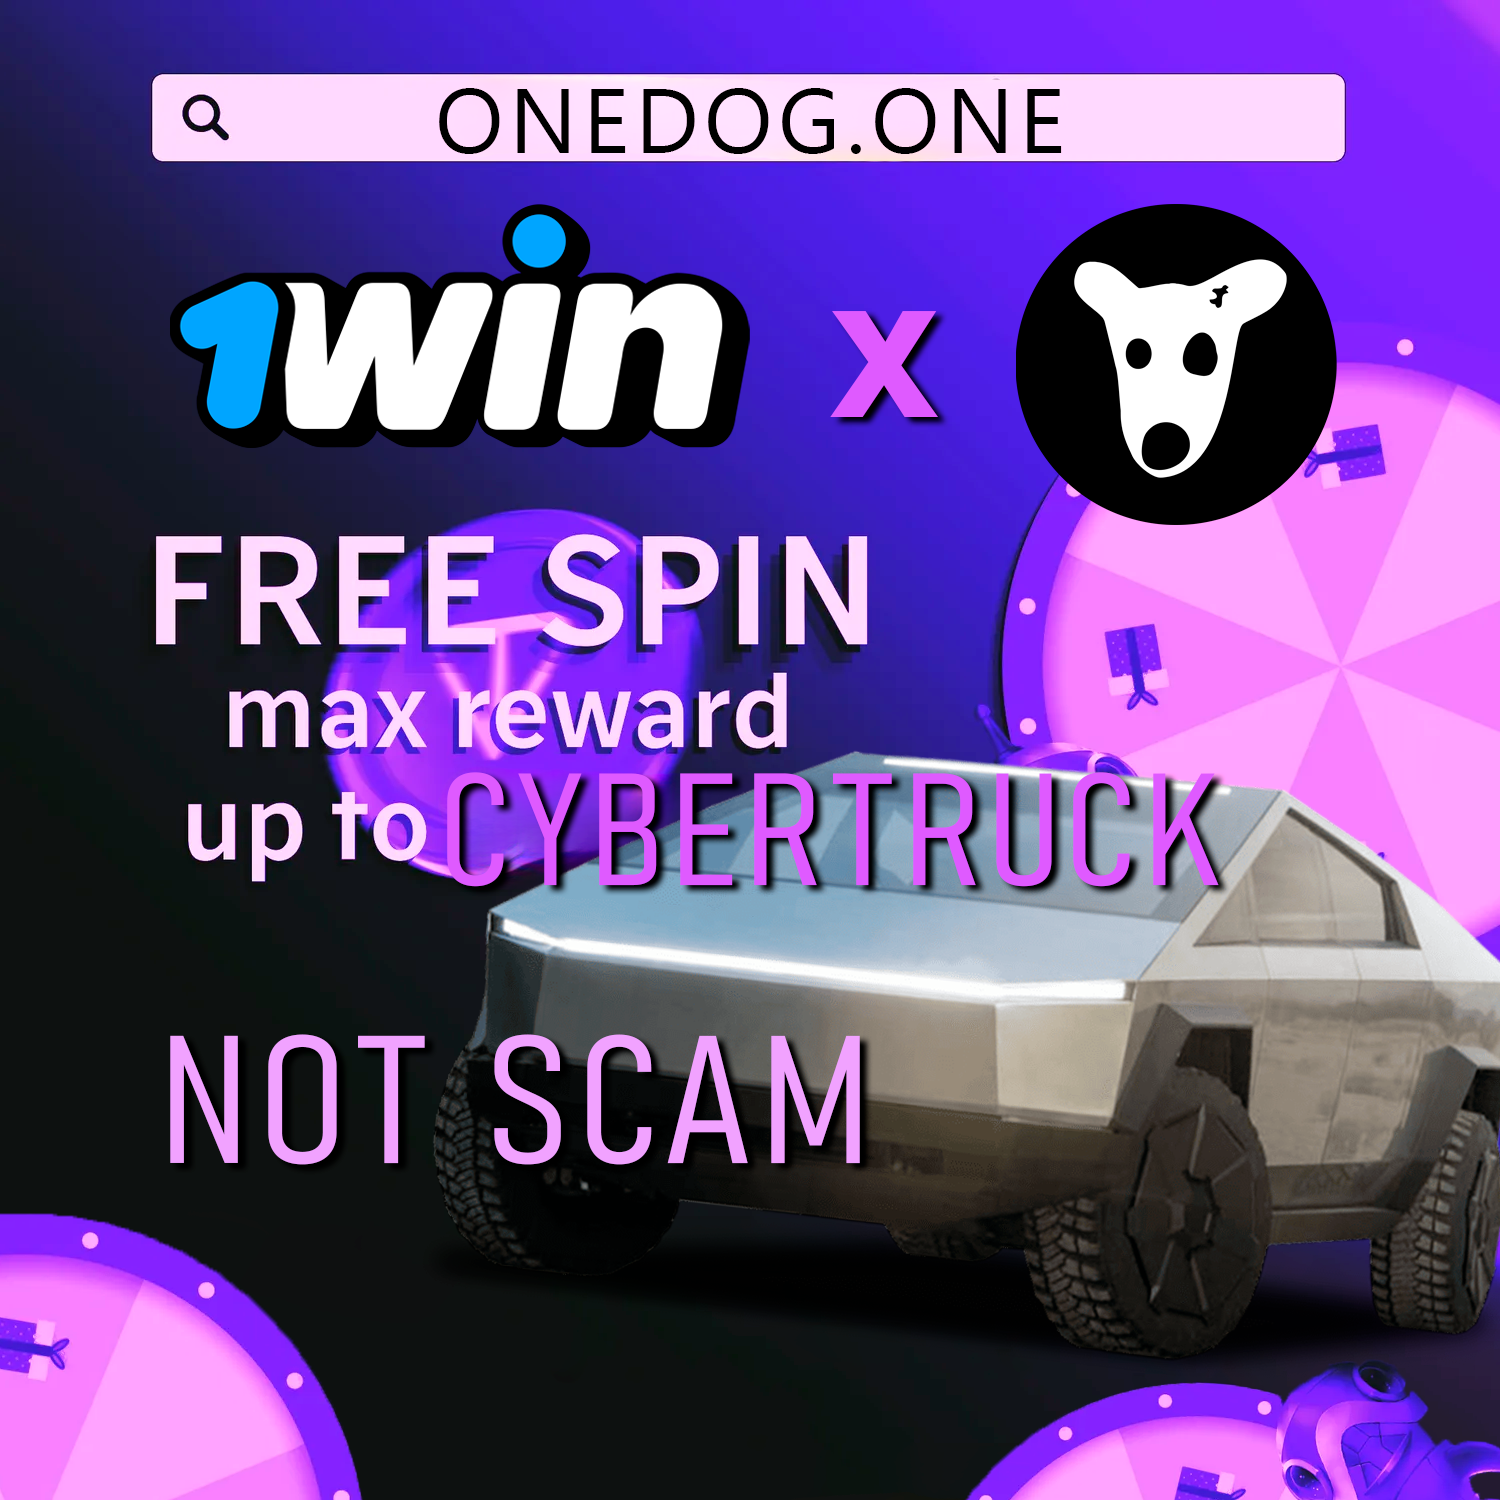 ONEDOG.ONE
1win x
FREE SPIN
max reward
up to CYBERTRUCK
NOT SCAM